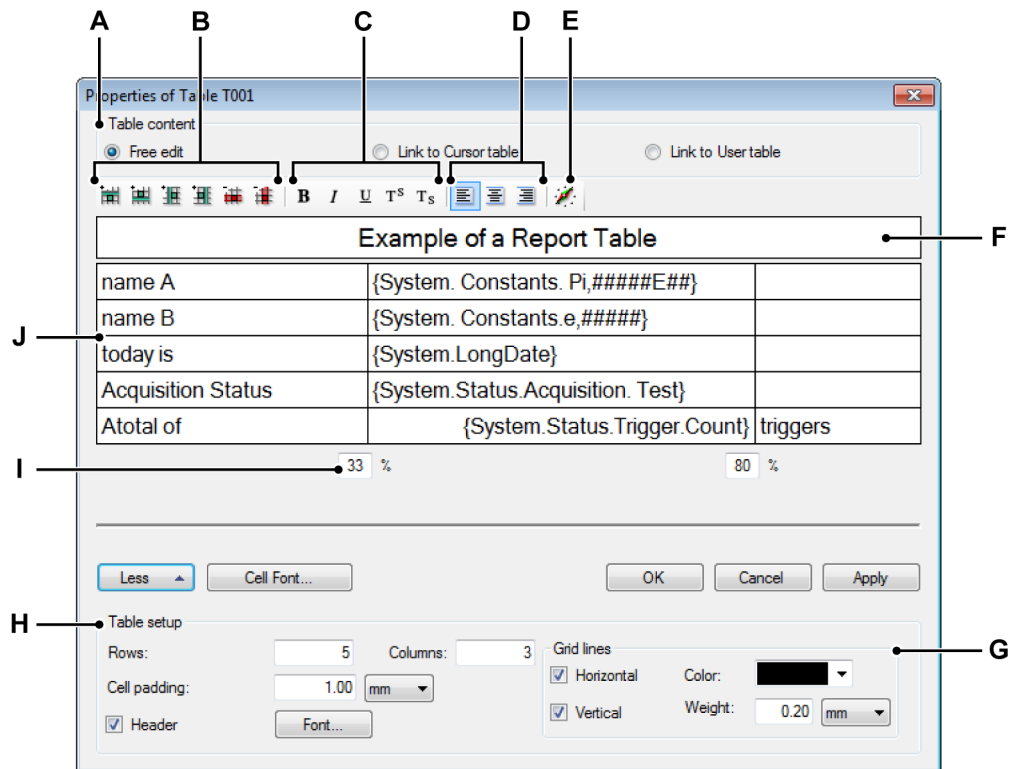 A B C D E
Properties of Table T001
Table content
Free edit Link to Cursor table Link to User table
B I U TS TS
Example of a Report Table F
name A {System. Constants. Pi,#####E##}
name B {System. Constants.e,#####}
J
today is {System.LongDate}
Acquisition Status {System.Status.Acquisition. Test}
Atotal of {System.Status.Trigger.Count} triggers
I 33 % 80 %
Less Cell Font... OK Cancel Apply
H Table setup
Rows: 5 Columns: 3 Grid lines G
Cell padding: 1.00 mm Horizontal Color:
Header Font... Vertical Weight: 0.20 mm